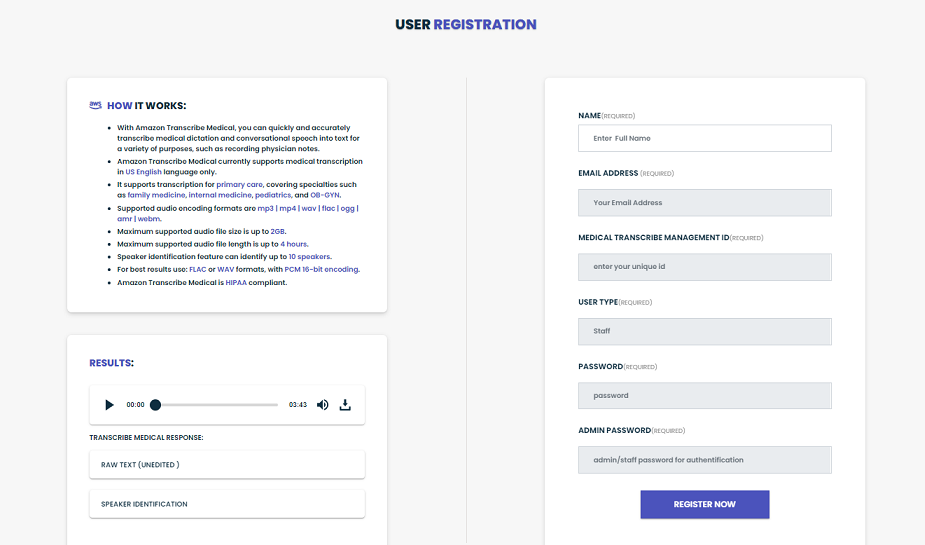 USER REGISTRATION
aws HOW IT WORKS:
With Amazon Transcribe Medical, you can quickly and accurately
transcribe medical dictation and conversational speech into text for
a variety of purposes, such as recording physician notes.
Amazon Transcribe Medical currently supports medical transcription
in US English language only.
It supports transcription for primary care, covering specialties such
as family medicine, internal medicine, pediatrics, and OB-GYN.
Supported audio encoding formats are mp3 | mp4 | wav | flac | ogg |
amr | webm.
Maximum supported audio file size is up to 2GB.
Maximum supported audio file length is up to 4 hours.
Speaker identification feature can identify up to 10 speakers.
For best results use: FLAC or WAV formats, with PCM 16-bit encoding.
Amazon Transcribe Medical is HIPAA compliant.
RESULTS:
00:00 03:43
TRANSCRIBE MEDICAL RESPONSE:
RAW TEXT (UNEDITED )
SPEAKER IDENTIFICATION
NAME(REQUIRED)
Enter Full Name
EMAIL ADDRESS (REQUIRED)
Your Email Address
MEDICAL TRANSCRIBE MANAGEMENT ID(REQUIRED)
enter your unique id
USER TYPE(REQUIRED)
Staff
PASSWORD(REQUIRED)
password
ADMIN PASSWORD(REQUIRED)
admin/staff password for authentification
REGISTER NOW